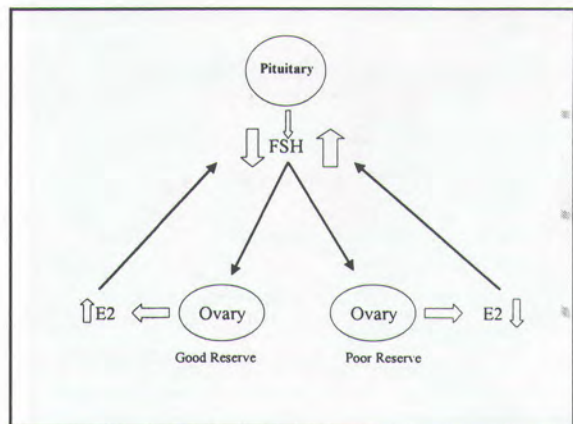 Pituitary
FSH
E2
Ovary
Ovary
E2
Good Reserve
Poor Reserve